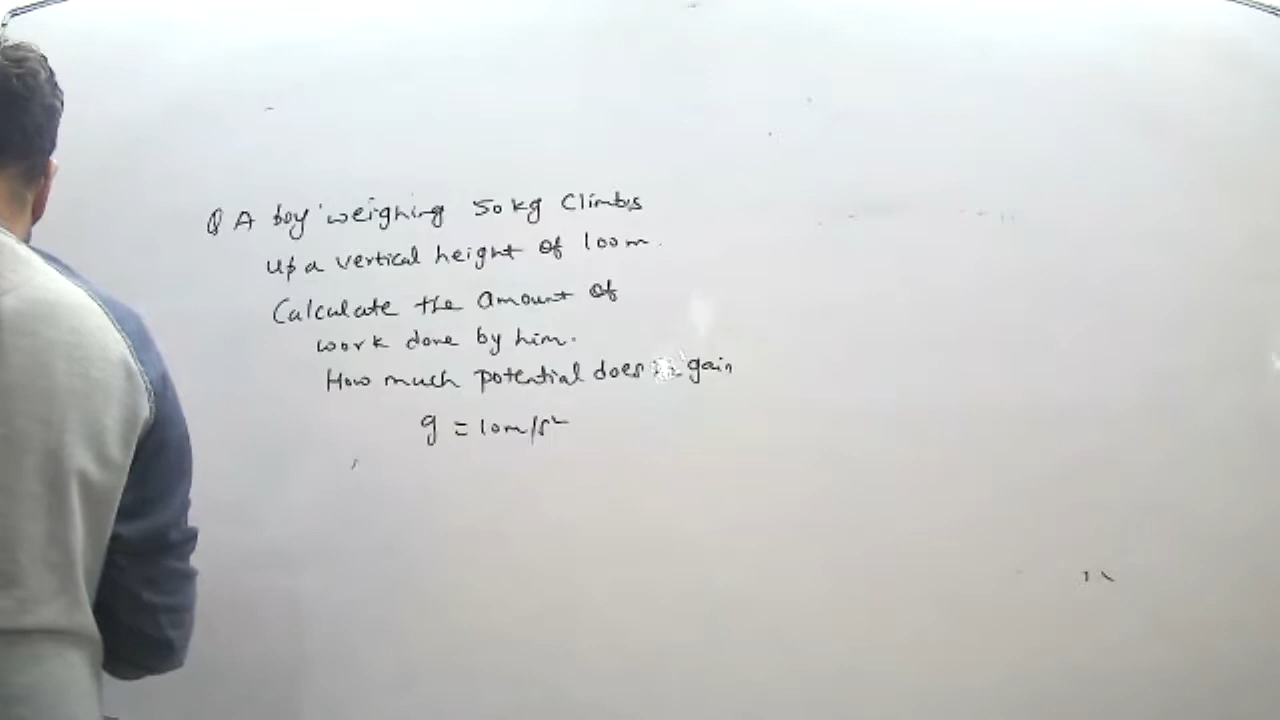 Q A boy weighing 50kg Climbs
up a vertical height of 100m.
Calculate the amount of
work done by him.
How much potential does gain
g = 10m/s²